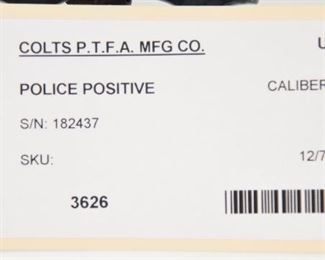 COLTS P.T.F.A. MFG CO. U
POLICE POSITIVE CALIBER
S/N: 182437
SKU: 12/7
3626